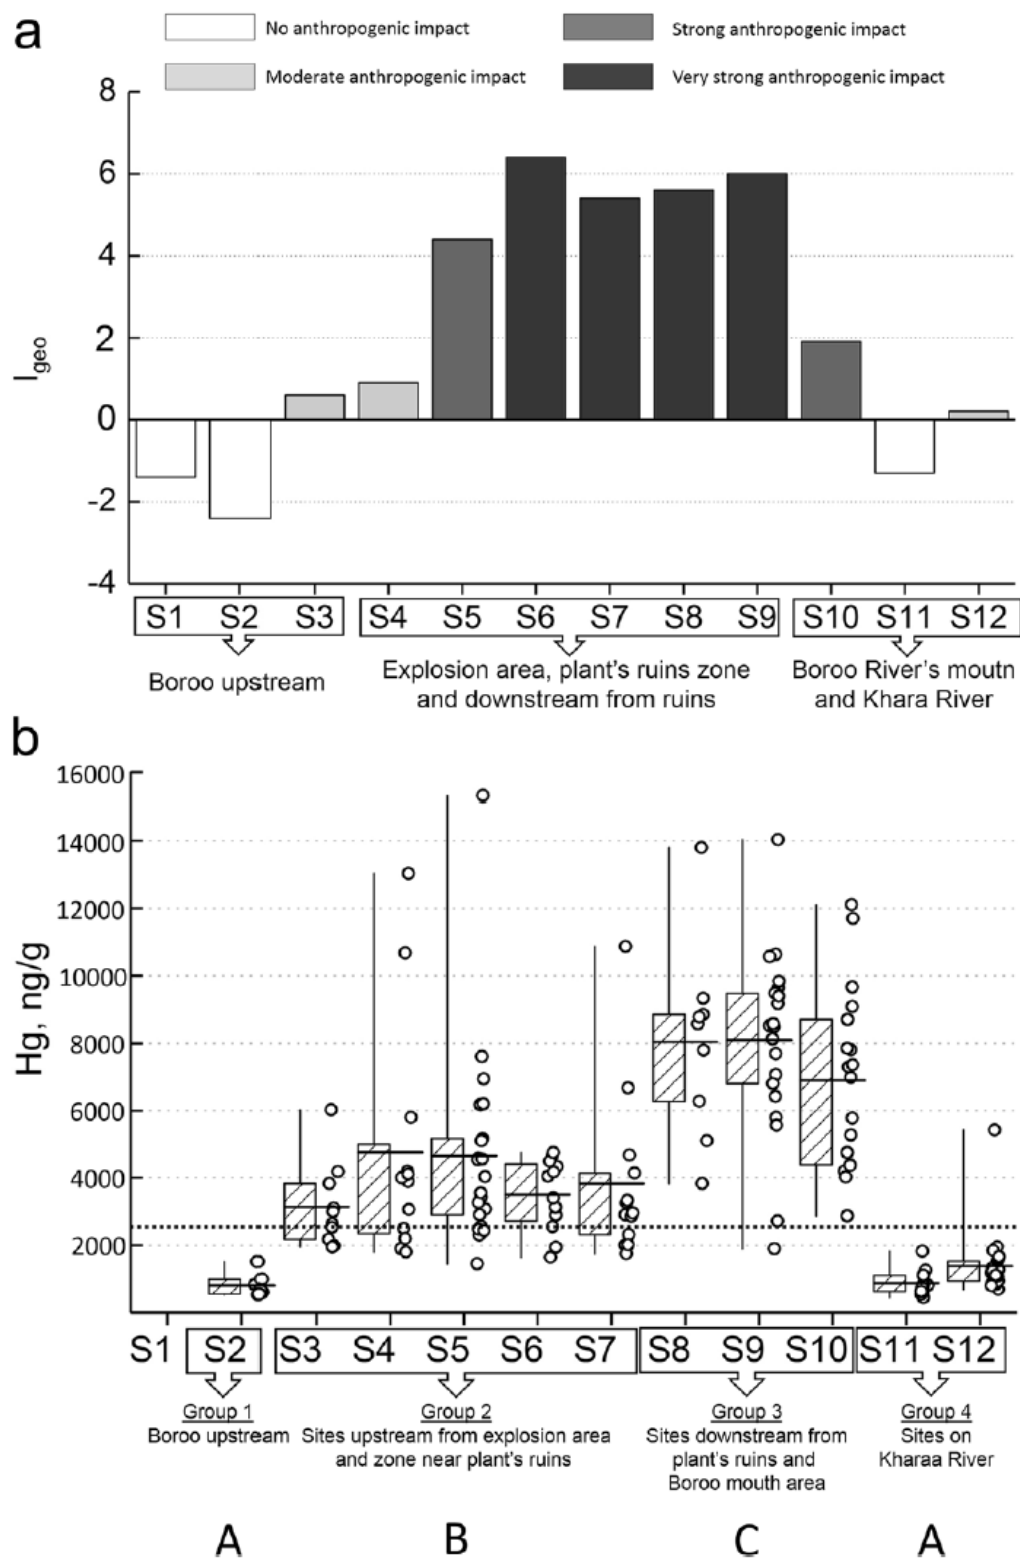 a
No anthropogenic impact
Strong anthropogenic impact
Moderate anthropogenic impact
Very strong anthropogenic impact
8
6
4
2
0
-2
-4
Igeo
S1 S2 S3 S4 S5 S6 S7 S8 S9 S10 S11 S12
Boroo upstream
Explosion area, plant's ruins zone
and downstream from ruins
Boroo River's moutn
and Khara River
b
16000
14000
12000
10000
8000
6000
4000
2000
Hg, ng/g
S1 S2 S3 S4 S5 S6 S7 S8 S9 S10 S11 S12
Group 1
Boroo upstream
Group 2
Sites upstream from explosion area
and zone near plant's ruins
Group 3
Sites downstream from
plant's ruins and
Boroo mouth area
Group 4
Sites on
Kharaa River
A B C A